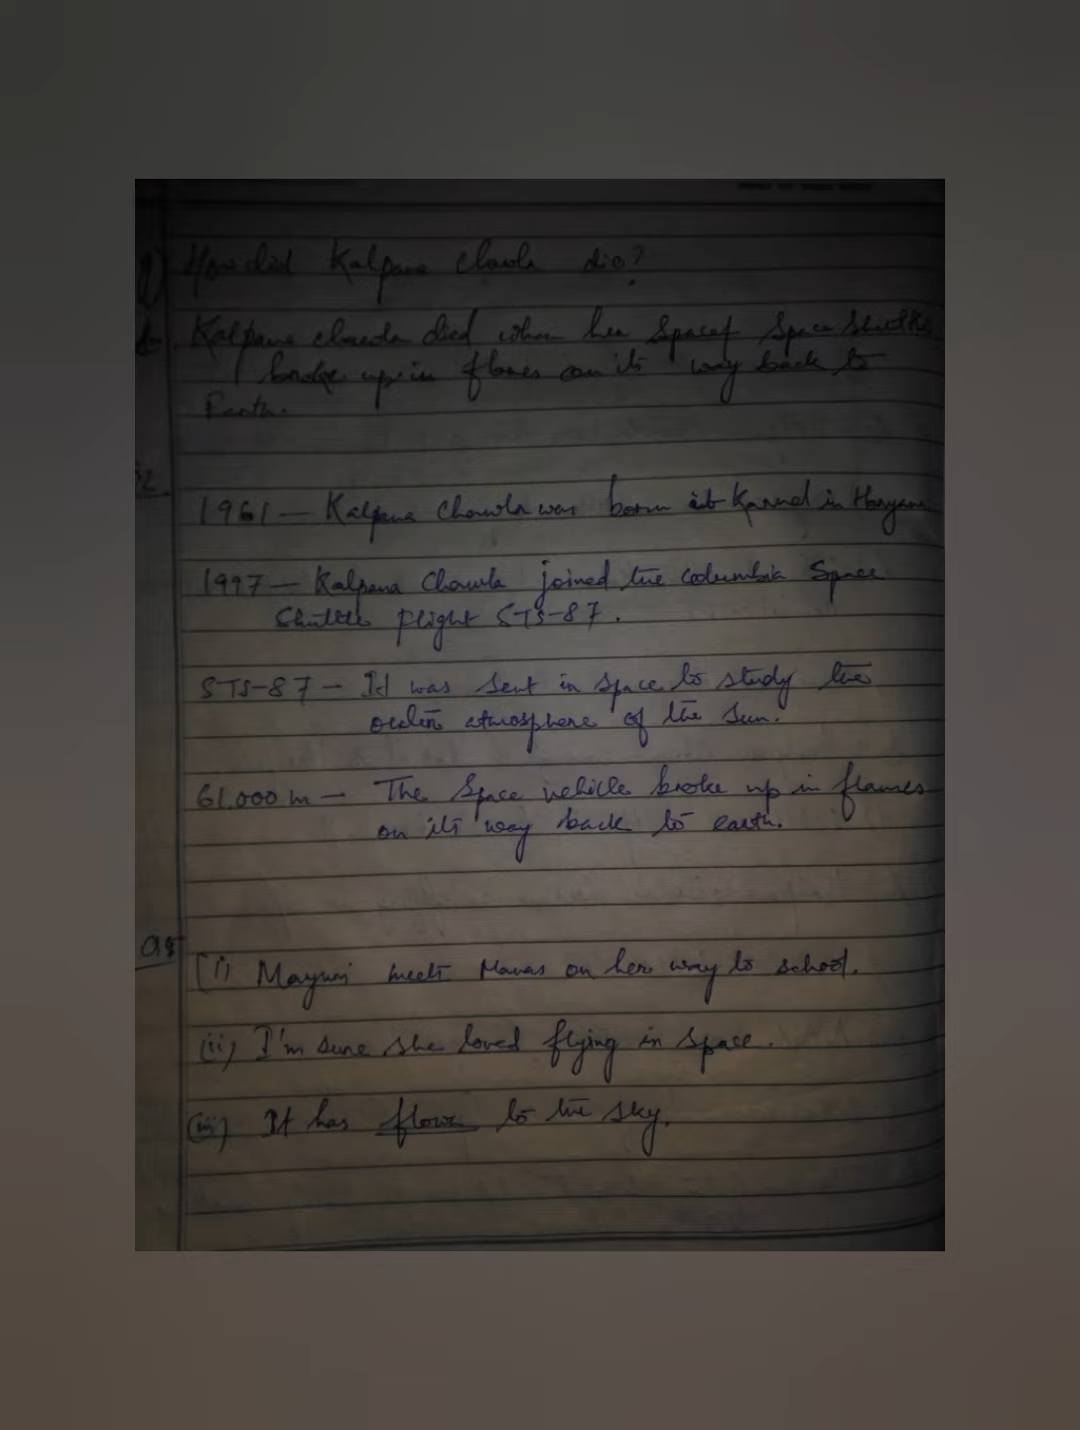 How did Kalpana Chawla die?
Kalpana chawla died when her Space Shuttle
broke up in flames on its way back to
Earth.
1961 — Kalpana Chawla was born at Karnal in Haryana
1997 — Kalpana Chawla joined the Columbia Space
Shuttle flight STS-87.
STS-87 — It was sent in space to study the
outer atmosphere of the Sun.
61,000 m — The Space vehicle broke up in flames
on its way back to earth.
(i) Mayuri meets Manas on her way to school.
(ii) I'm sure she loved flying in space.
(iii) It has flown to the sky.